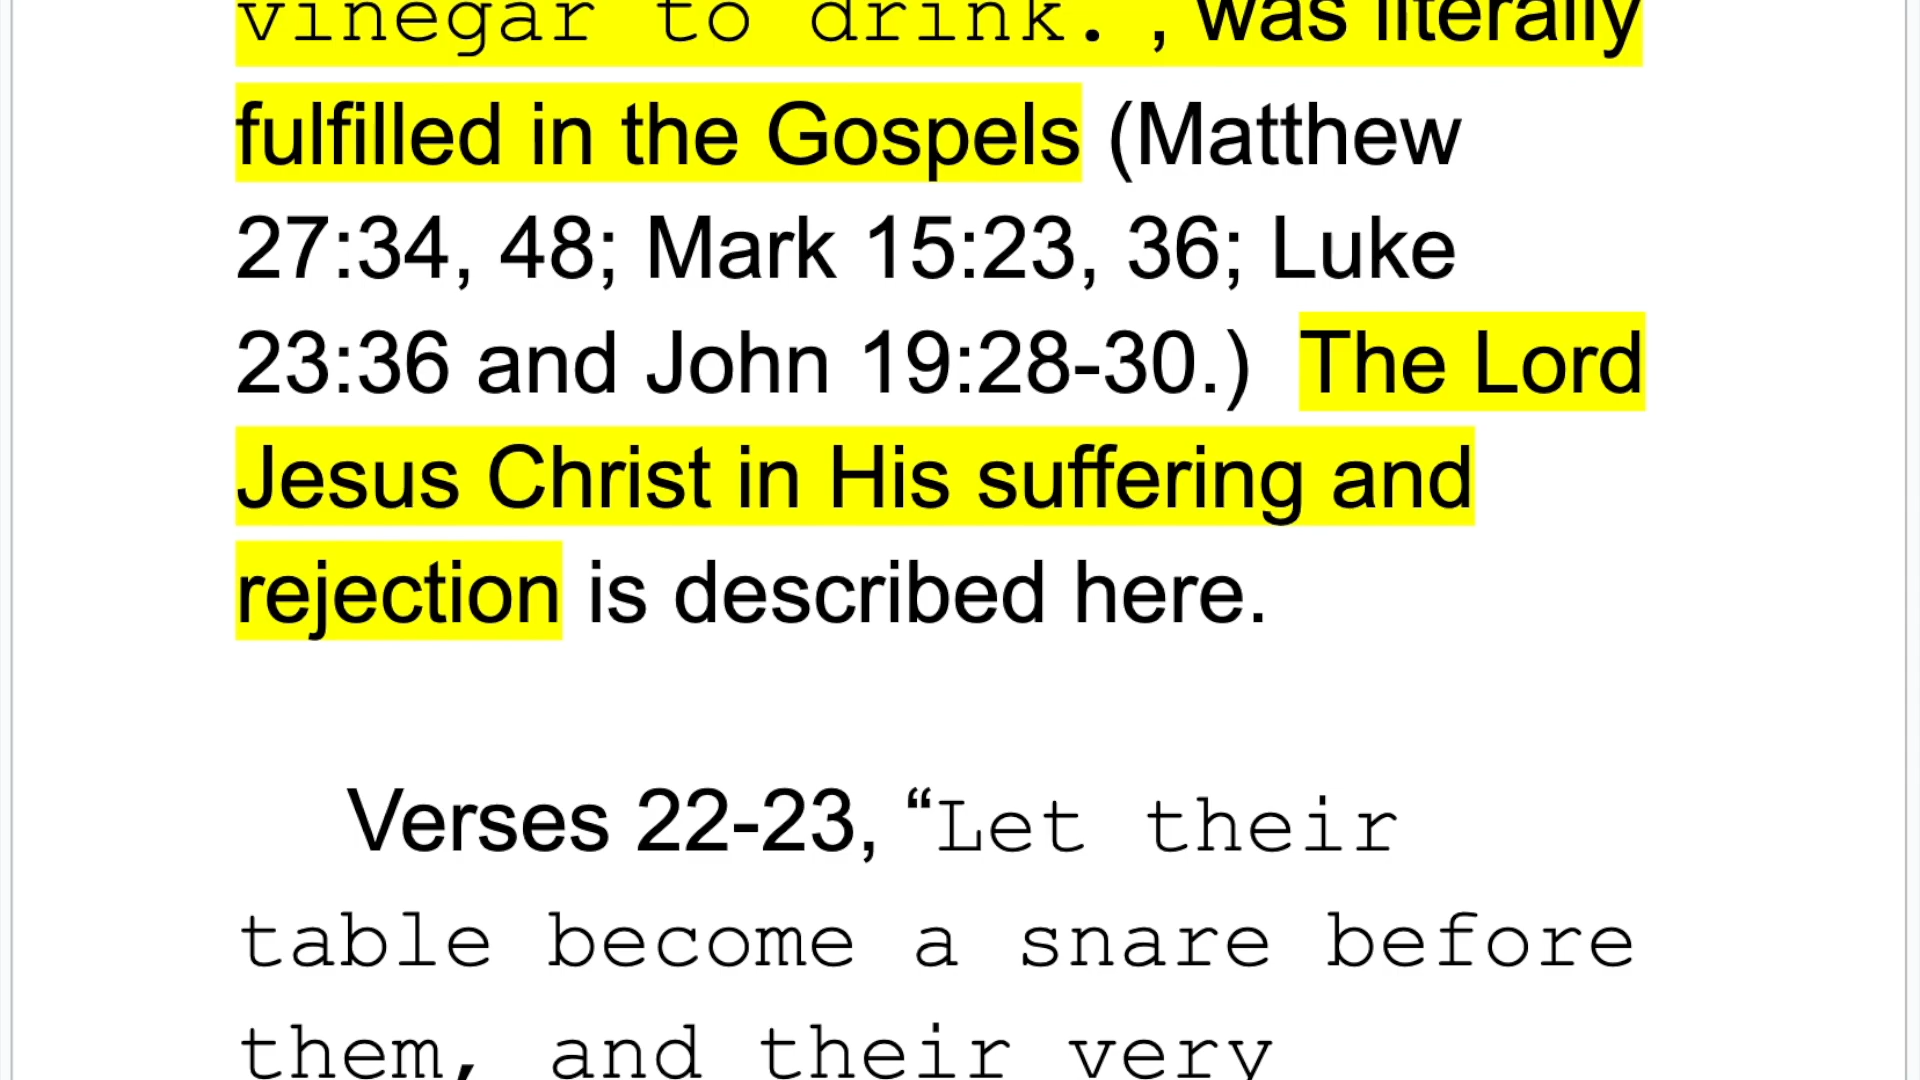 vinegar to drink. , was literally
fulfilled in the Gospels (Matthew
27:34, 48; Mark 15:23, 36; Luke
23:36 and John 19:28-30.)  The Lord
Jesus Christ in His suffering and
rejection is described here.
Verses 22-23, “Let their
table become a snare before
them, and their very